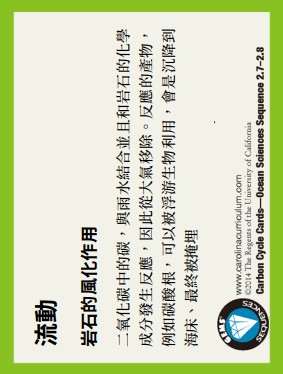 流動
岩石的風化作用
二氧化碳中的碳，與雨水結合並且和岩石的化學
成分發生反應，因此從大氣移除。反應的產物，
例如碳酸根，可以被浮游生物利用，會是沉降到
海床、最終被掩埋
www.carolinacurriculum.com
©2014 The Regents of the University of California
Carbon Cycle Cards—Ocean Sciences Sequence 2.7–2.8
SEQUENCES